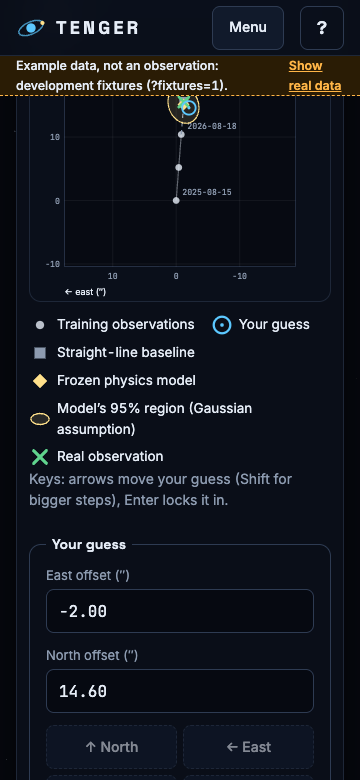 TENGER
Menu
?
Example data, not an observation:
development fixtures (?fixtures=1).
Show
real data
2026-08-18
10
2025-08-15
0
-10
10
0
-10
← east (″)
Training observations
Your guess
Straight-line baseline
Frozen physics model
Model's 95% region (Gaussian
assumption)
Real observation
Keys: arrows move your guess (Shift for
bigger steps), Enter locks it in.
Your guess
East offset (″)
-2.00
North offset (″)
14.60
↑ North
← East